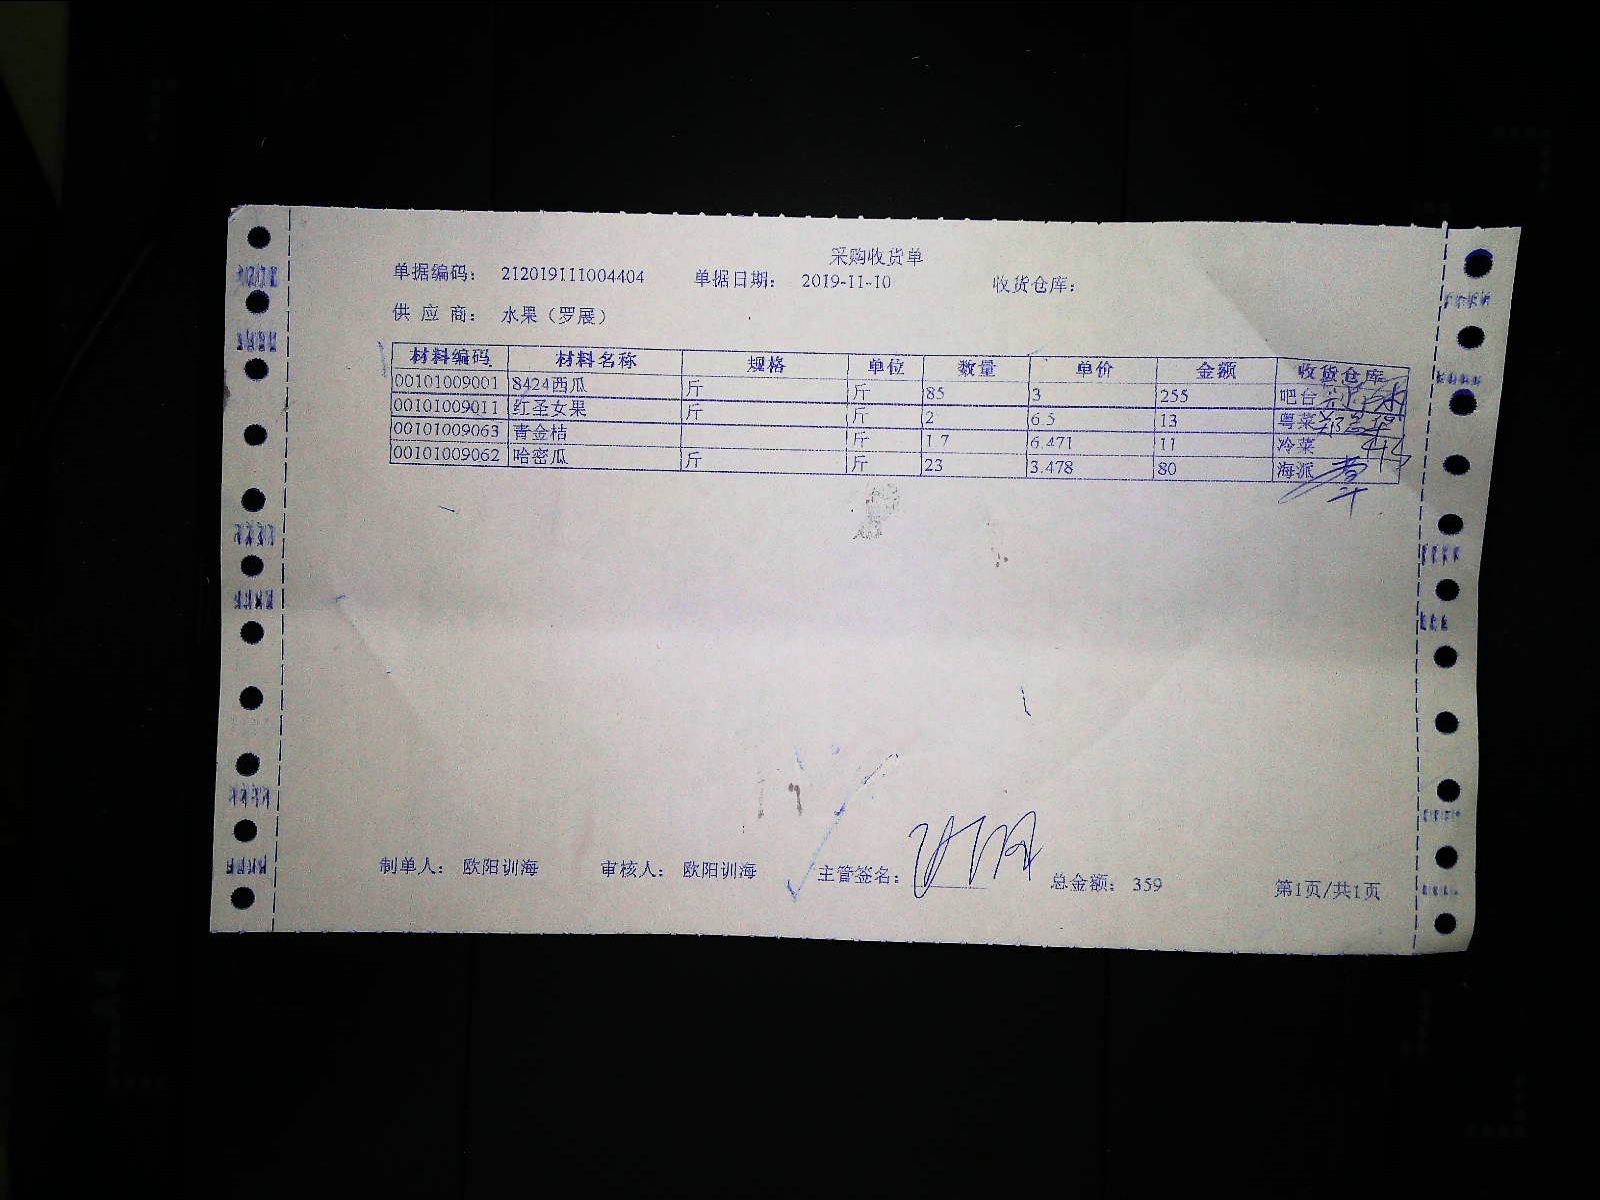 采购收货单
单据编码： 212019111004404 单据日期： 2019-11-10 收货仓库：
供 应 商： 水果（罗展）
材料编码 材料名称 规格 单位 数量 单价 金额 收货仓库
00101009001 8424西瓜 斤 斤 85 3 255 吧台
00101009011 红圣女果 斤 斤 2 6.5 13 粤菜
00101009063 青金桔 斤 1.7 6.471 11 冷菜
00101009062 哈密瓜 斤 斤 23 3.478 80 海派
制单人： 欧阳训海 审核人： 欧阳训海 主管签名： 总金额： 359 第1页/共1页